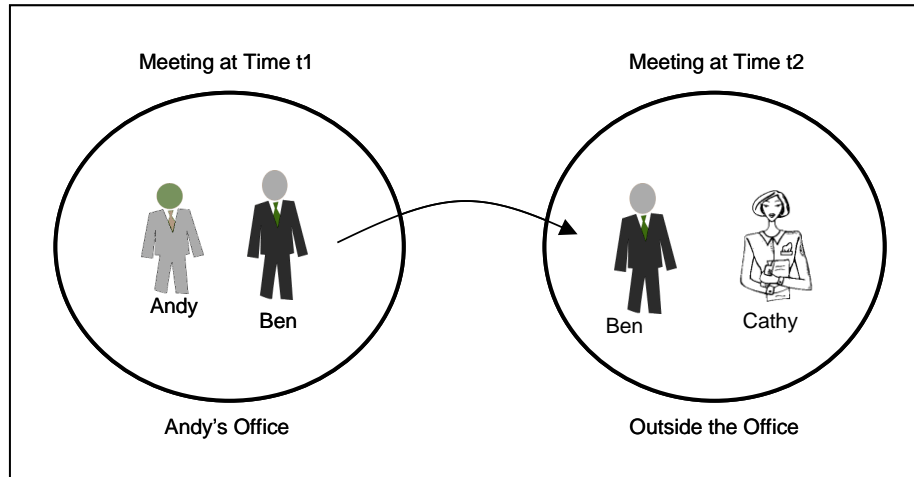 Meeting at Time t1
Meeting at Time t2
Andy
Ben
Ben
Cathy
Andy’s Office
Outside the Office